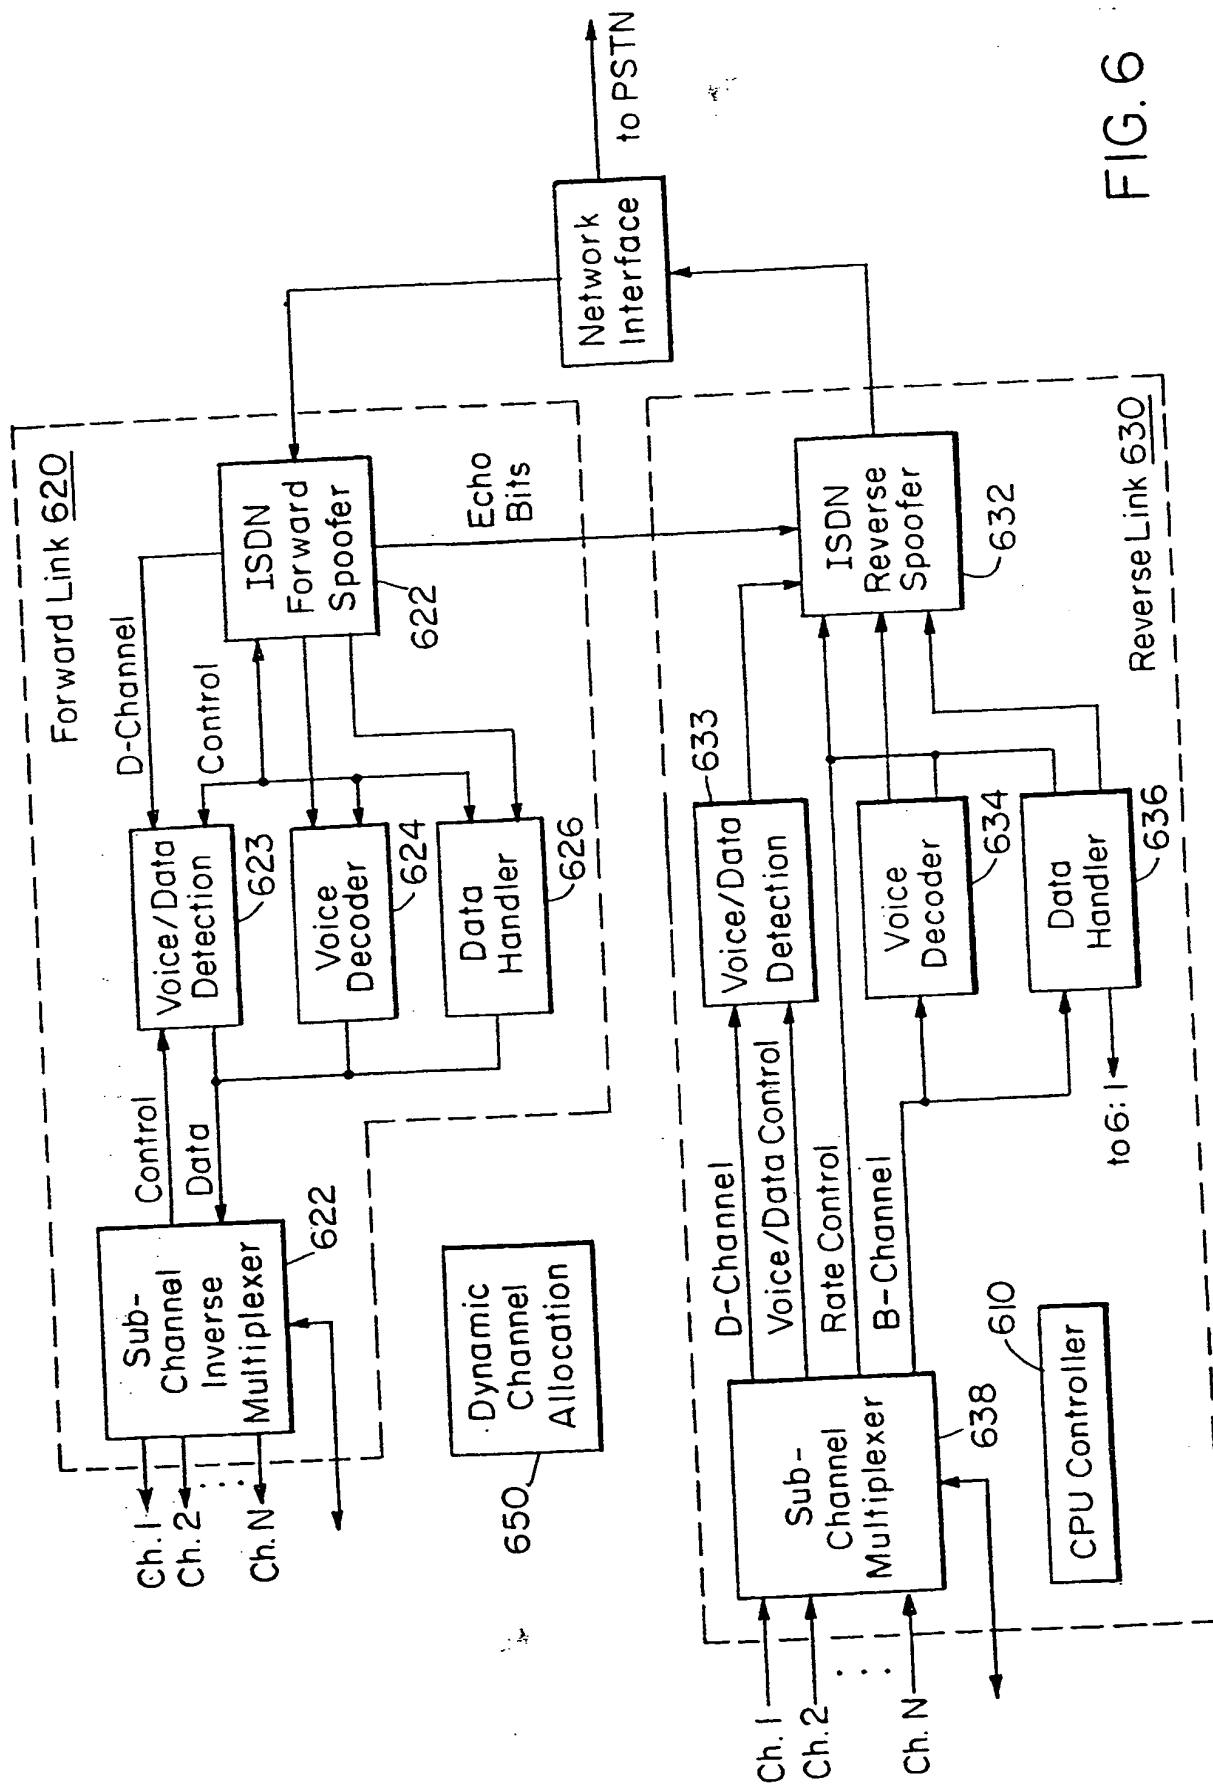 Forward Link 620
D-Channel
Control
ISDN
Forward
Spoofer
622
Echo
Bits
Voice/Data
Detection
623
Voice
Decoder
624
Data
Handler
626
Control
Data
Sub-
Channel
Inverse
Multiplexer
622
Ch. 1
Ch. 2
Ch. N
Network
Interface
to PSTN
Dynamic
Channel
Allocation
650
Reverse Link 630
ISDN
Reverse
Spoofer
632
Voice/Data
Detection
633
Voice
Decoder
634
Data
Handler
636
to 6:1
D-Channel
Voice/Data Control
Rate Control
B-Channel
Sub-
Channel
Multiplexer
638
Ch. 1
Ch. 2
Ch. N
CPU Controller
610
FIG. 6